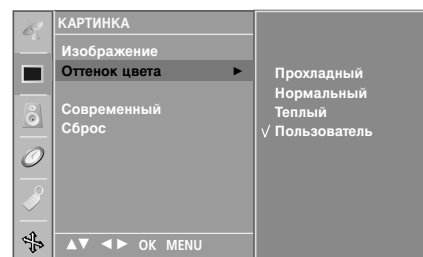 КАРТИНКА
Изображение
Оттенок цвета ►
Современный
Сброс
Прохладный
Нормальный
Теплый
√ Пользователь
▲▼ ◄► OK MENU